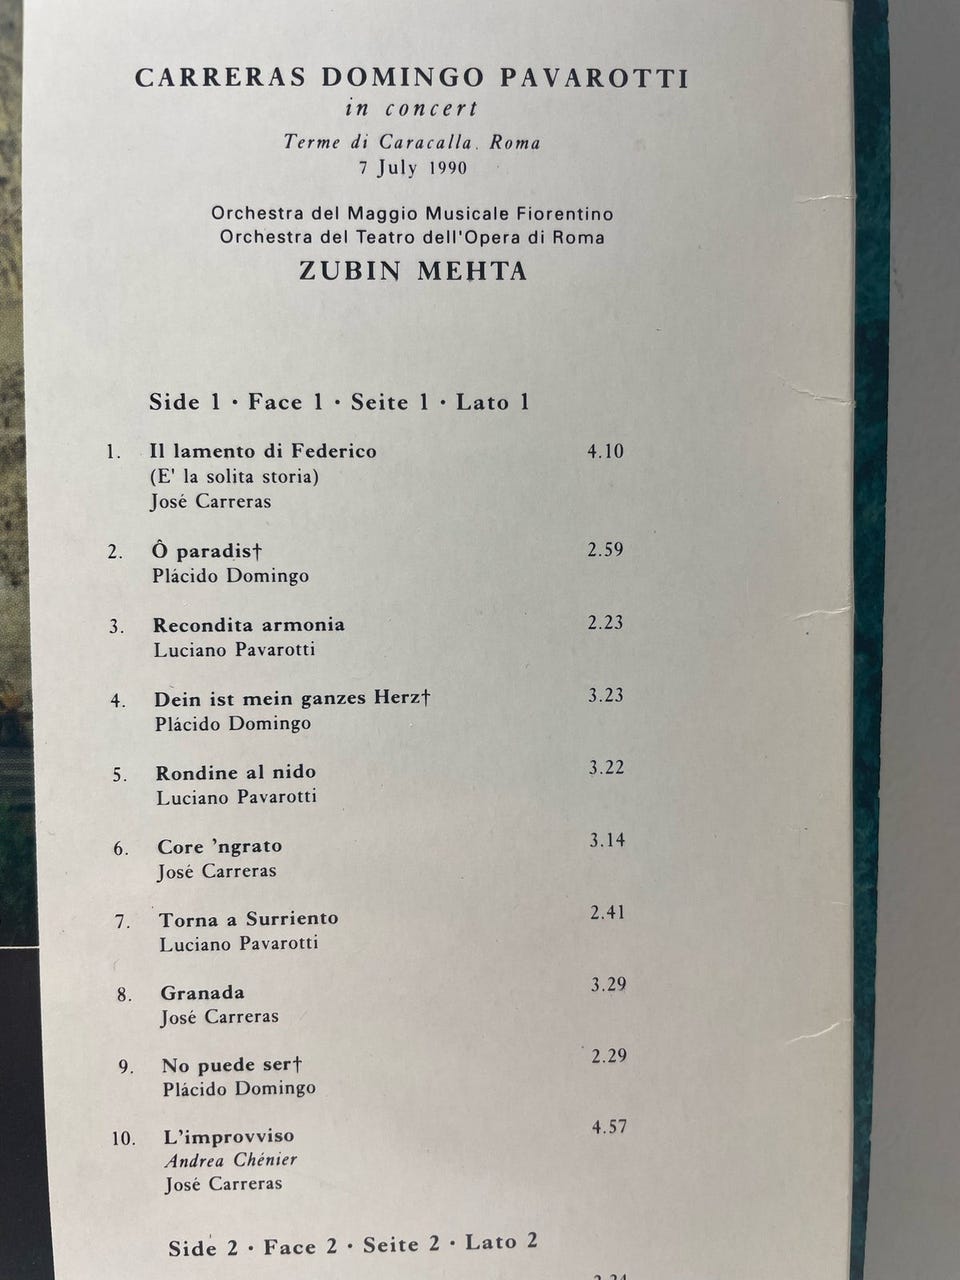 CARRERAS DOMINGO PAVAROTTI
in concert
Terme di Caracalla, Roma
7 July 1990
Orchestra del Maggio Musicale Fiorentino
Orchestra del Teatro dell'Opera di Roma
ZUBIN MEHTA
Side 1 · Face 1 · Seite 1 · Lato 1
1. Il lamento di Federico 4.10
(E' la solita storia)
José Carreras
2. Ô paradis† 2.59
Plácido Domingo
3. Recondita armonia 2.23
Luciano Pavarotti
4. Dein ist mein ganzes Herz† 3.23
Plácido Domingo
5. Rondine al nido 3.22
Luciano Pavarotti
6. Core 'ngrato 3.14
José Carreras
7. Torna a Surriento 2.41
Luciano Pavarotti
8. Granada 3.29
José Carreras
9. No puede ser† 2.29
Plácido Domingo
10. L'improvviso 4.57
Andrea Chénier
José Carreras
Side 2 · Face 2 · Seite 2 · Lato 2